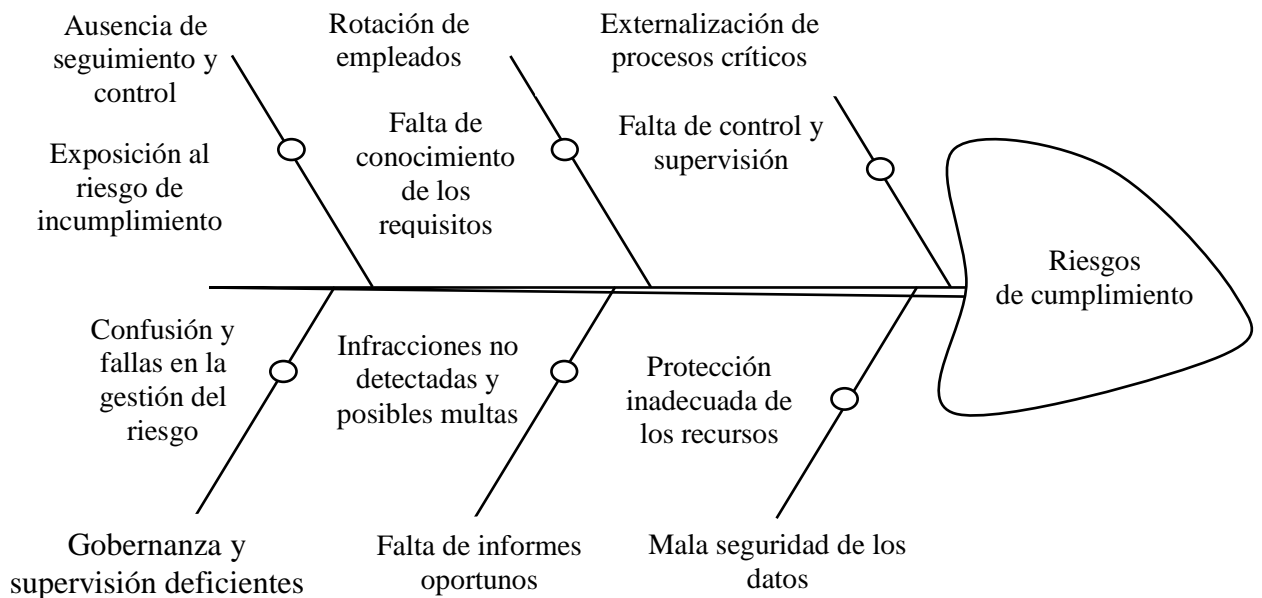 Ausencia de
seguimiento y
control
Rotación de
empleados
Externalización de
procesos críticos
Exposición al
riesgo de
incumplimiento
Falta de
conocimiento
de los
requisitos
Falta de control y
supervisión
Riesgos
de cumplimiento
Confusión y
fallas en la
gestión del
riesgo
Infracciones no
detectadas y
posibles multas
Protección
inadecuada de
los recursos
Gobernanza y
supervisión deficientes
Falta de informes
oportunos
Mala seguridad de los
datos